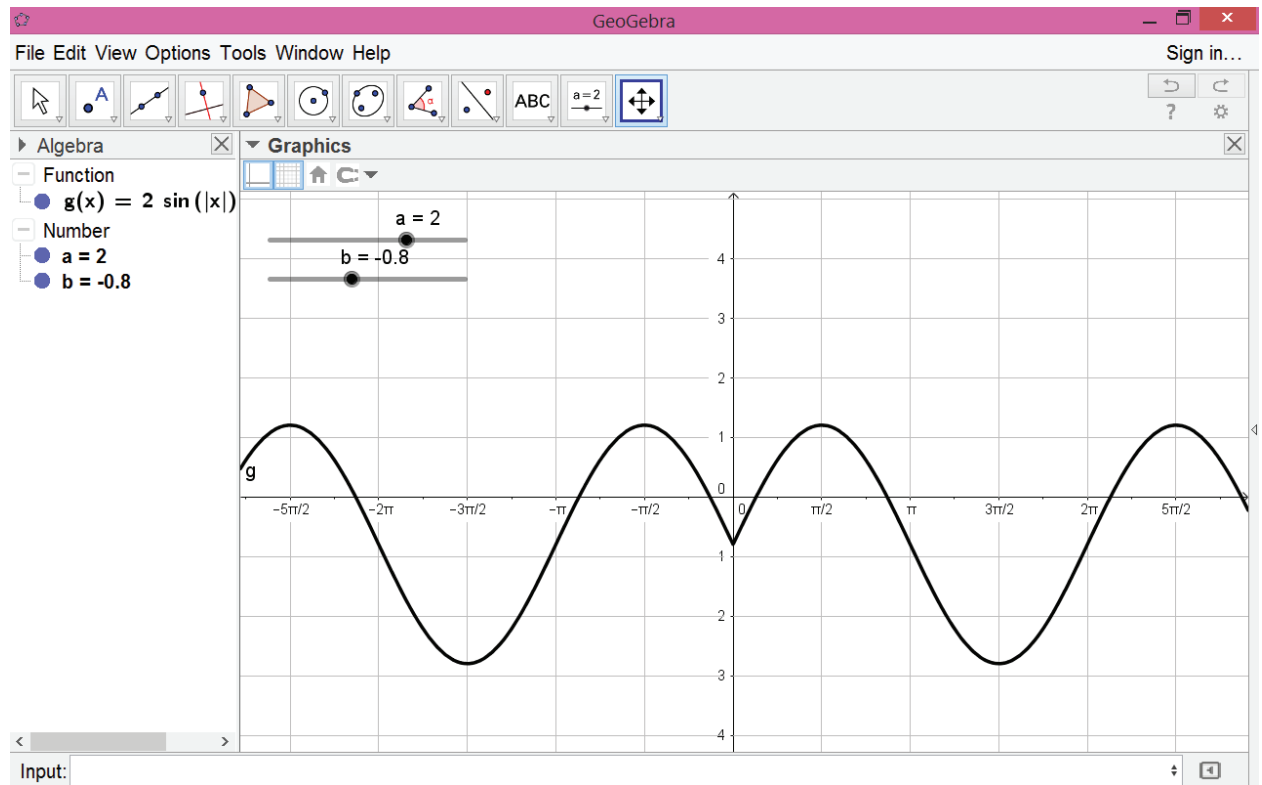 GeoGebra
File Edit View Options Tools Window Help
Sign in...
A
α
ABC
a=2
?
Algebra
Graphics
Function
g(x) = 2 sin (|x|)
Number
a = 2
b = -0.8
a = 2
b = -0.8
4
3
2
1
0
g
-5π/2 -2π -3π/2 -π -π/2 0 π/2 π 3π/2 2π 5π/2
1
2
3
4
Input: